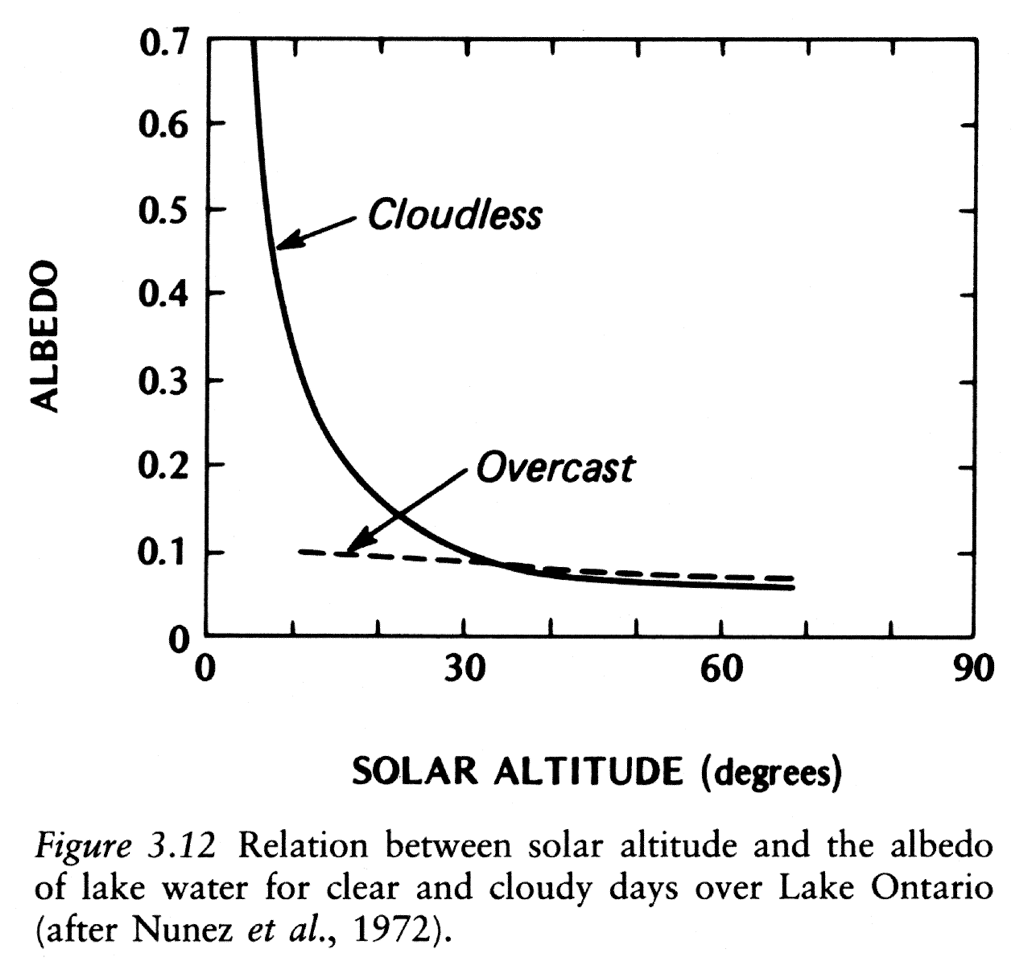 0.7
0.6
0.5
0.4
0.3
0.2
0.1
0
ALBEDO
Cloudless
Overcast
0 30 60 90
SOLAR ALTITUDE (degrees)
Figure 3.12 Relation between solar altitude and the albedo
of lake water for clear and cloudy days over Lake Ontario
(after Nunez et al., 1972).